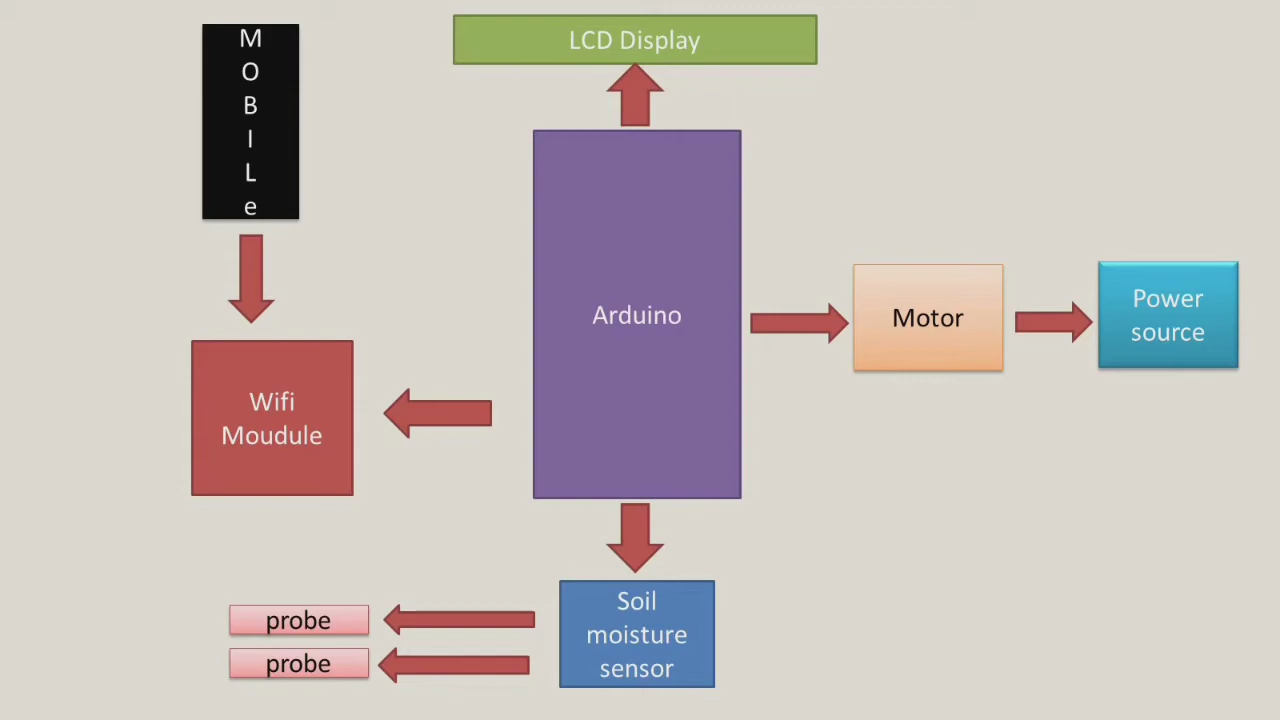 M
O
B
I
L
e
LCD Display
Arduino
Motor
Power
source
Wifi
Moudule
Soil
moisture
sensor
probe
probe